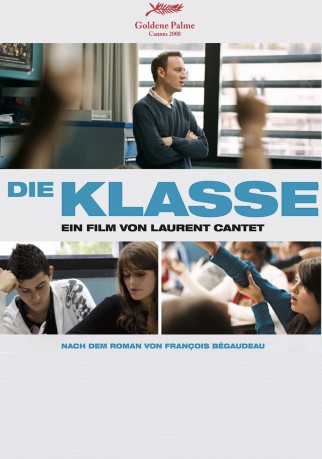 Goldene Palme
Cannes 2008
DIE KLASSE
EIN FILM VON LAURENT CANTET
NACH DEM ROMAN VON FRANÇOIS BÉGAUDEAU